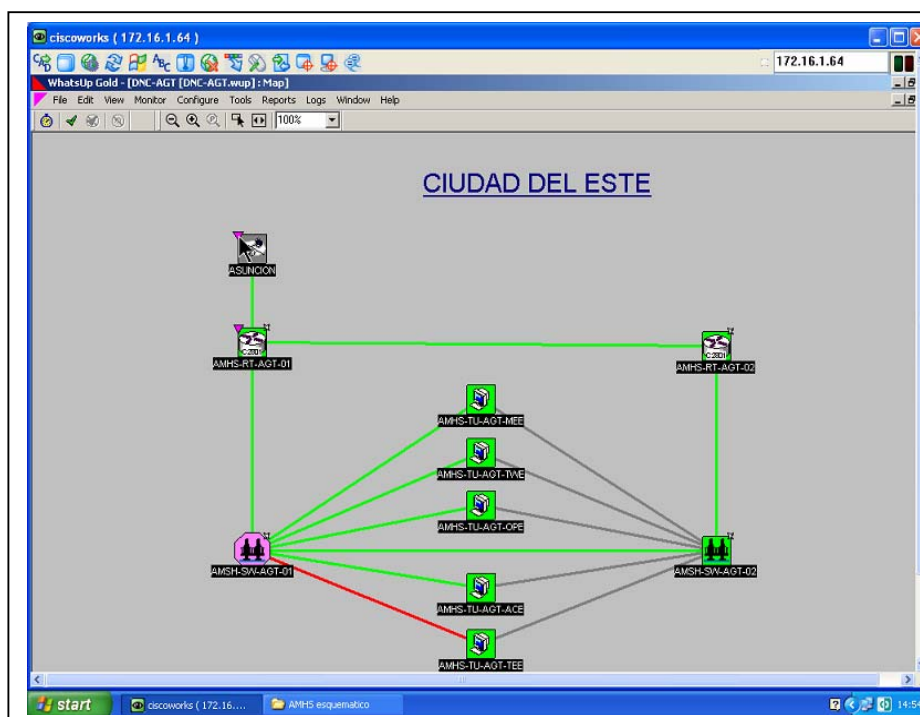 ciscoworks ( 172.16.1.64 )
172.16.1.64
WhatsUp Gold - [DNC-AGT [DNC-AGT.wup] : Map]
File Edit View Monitor Configure Tools Reports Logs Window Help
100%
CIUDAD DEL ESTE
ASUNCION
AMHS-RT-AGT-01
AMHS-RT-AGT-02
AMHS-TU-AGT-MEE
AMHS-TU-AGT-TWE
AMHS-TU-AGT-OPE
AMSH-SW-AGT-01
AMSH-SW-AGT-02
AMHS-TU-AGT-ACE
AMHS-TU-AGT-TEE
start
ciscoworks ( 172.16....
AMHS esquematico
14:54